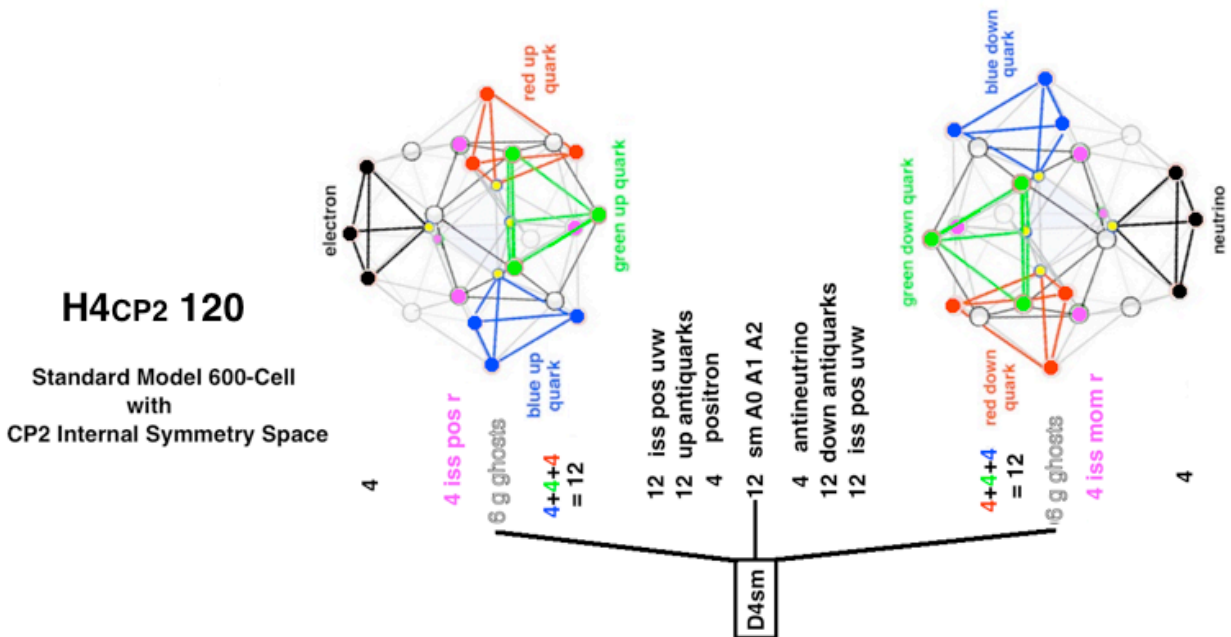 H4CP2 120
Standard Model 600-Cell
with
CP2 Internal Symmetry Space
electron
red up
quark
green up quark
blue up
quark
4
4 iss pos r
6 g ghosts
4+4+4
= 12
12 iss pos uvw
12 up antiquarks
4 positron
12 sm A0 A1 A2
4 antineutrino
12 down antiquarks
12 iss pos uvw
blue down
quark
green down quark
red down
quark
neutrino
4+4+4
= 12
6 g ghosts
4 iss mom r
4
D4sm